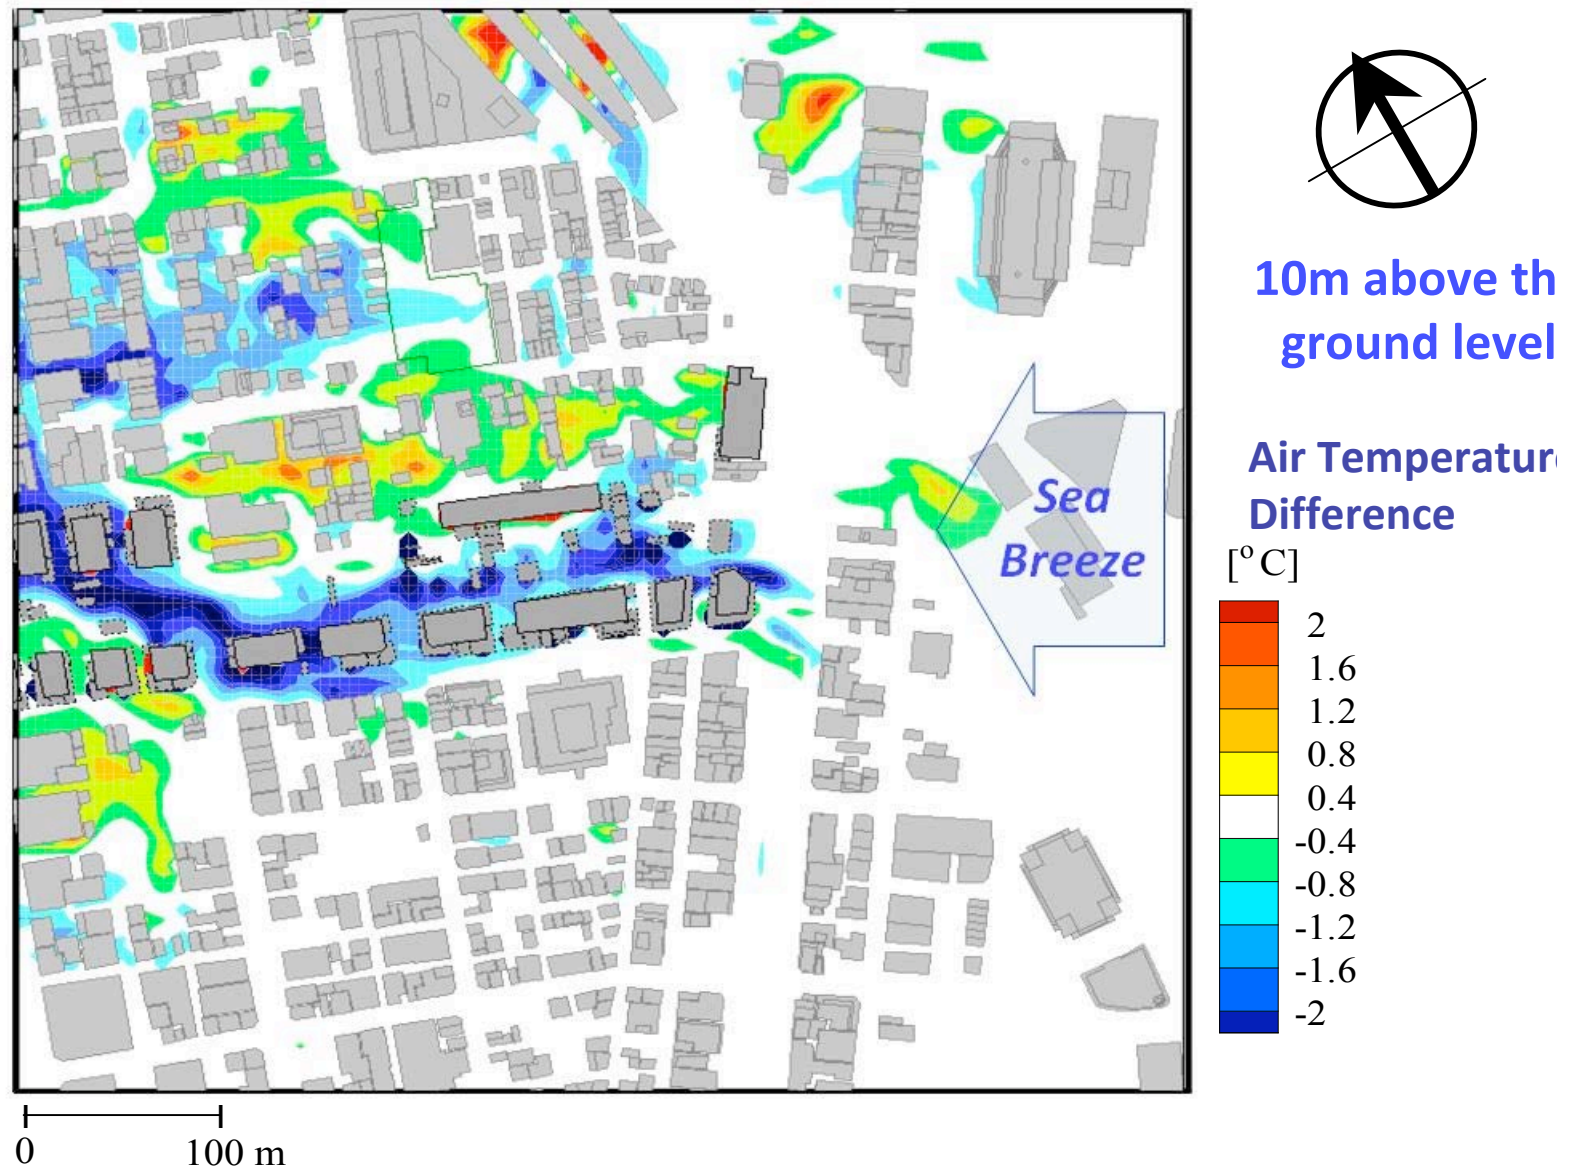 10m above th
ground level
Sea
Breeze
Air Temperatur
Difference
[°C]
2
1.6
1.2
0.8
0.4
-0.4
-0.8
-1.2
-1.6
-2
0 100 m